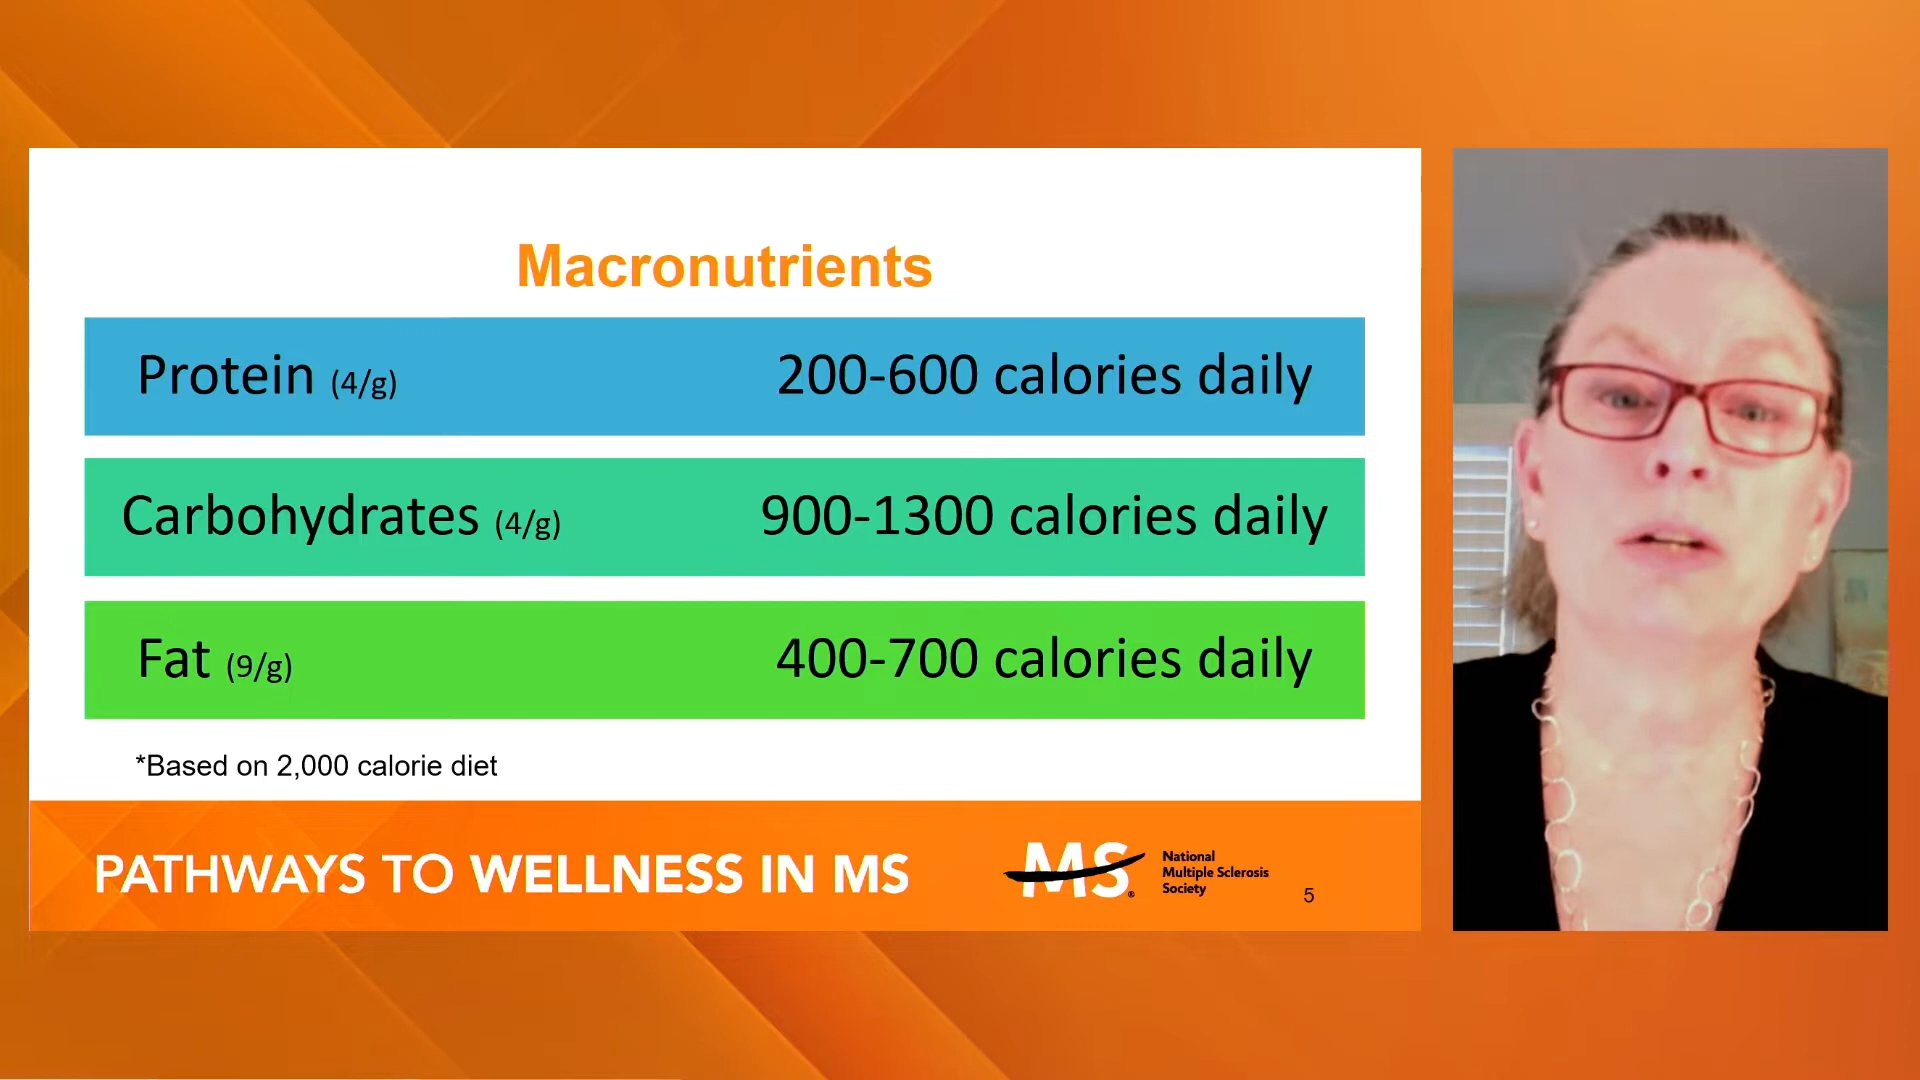 Macronutrients
Protein (4/g) 200-600 calories daily
Carbohydrates (4/g) 900-1300 calories daily
Fat (9/g) 400-700 calories daily
*Based on 2,000 calorie diet
PATHWAYS TO WELLNESS IN MS
MS®
National
Multiple Sclerosis
Society
5